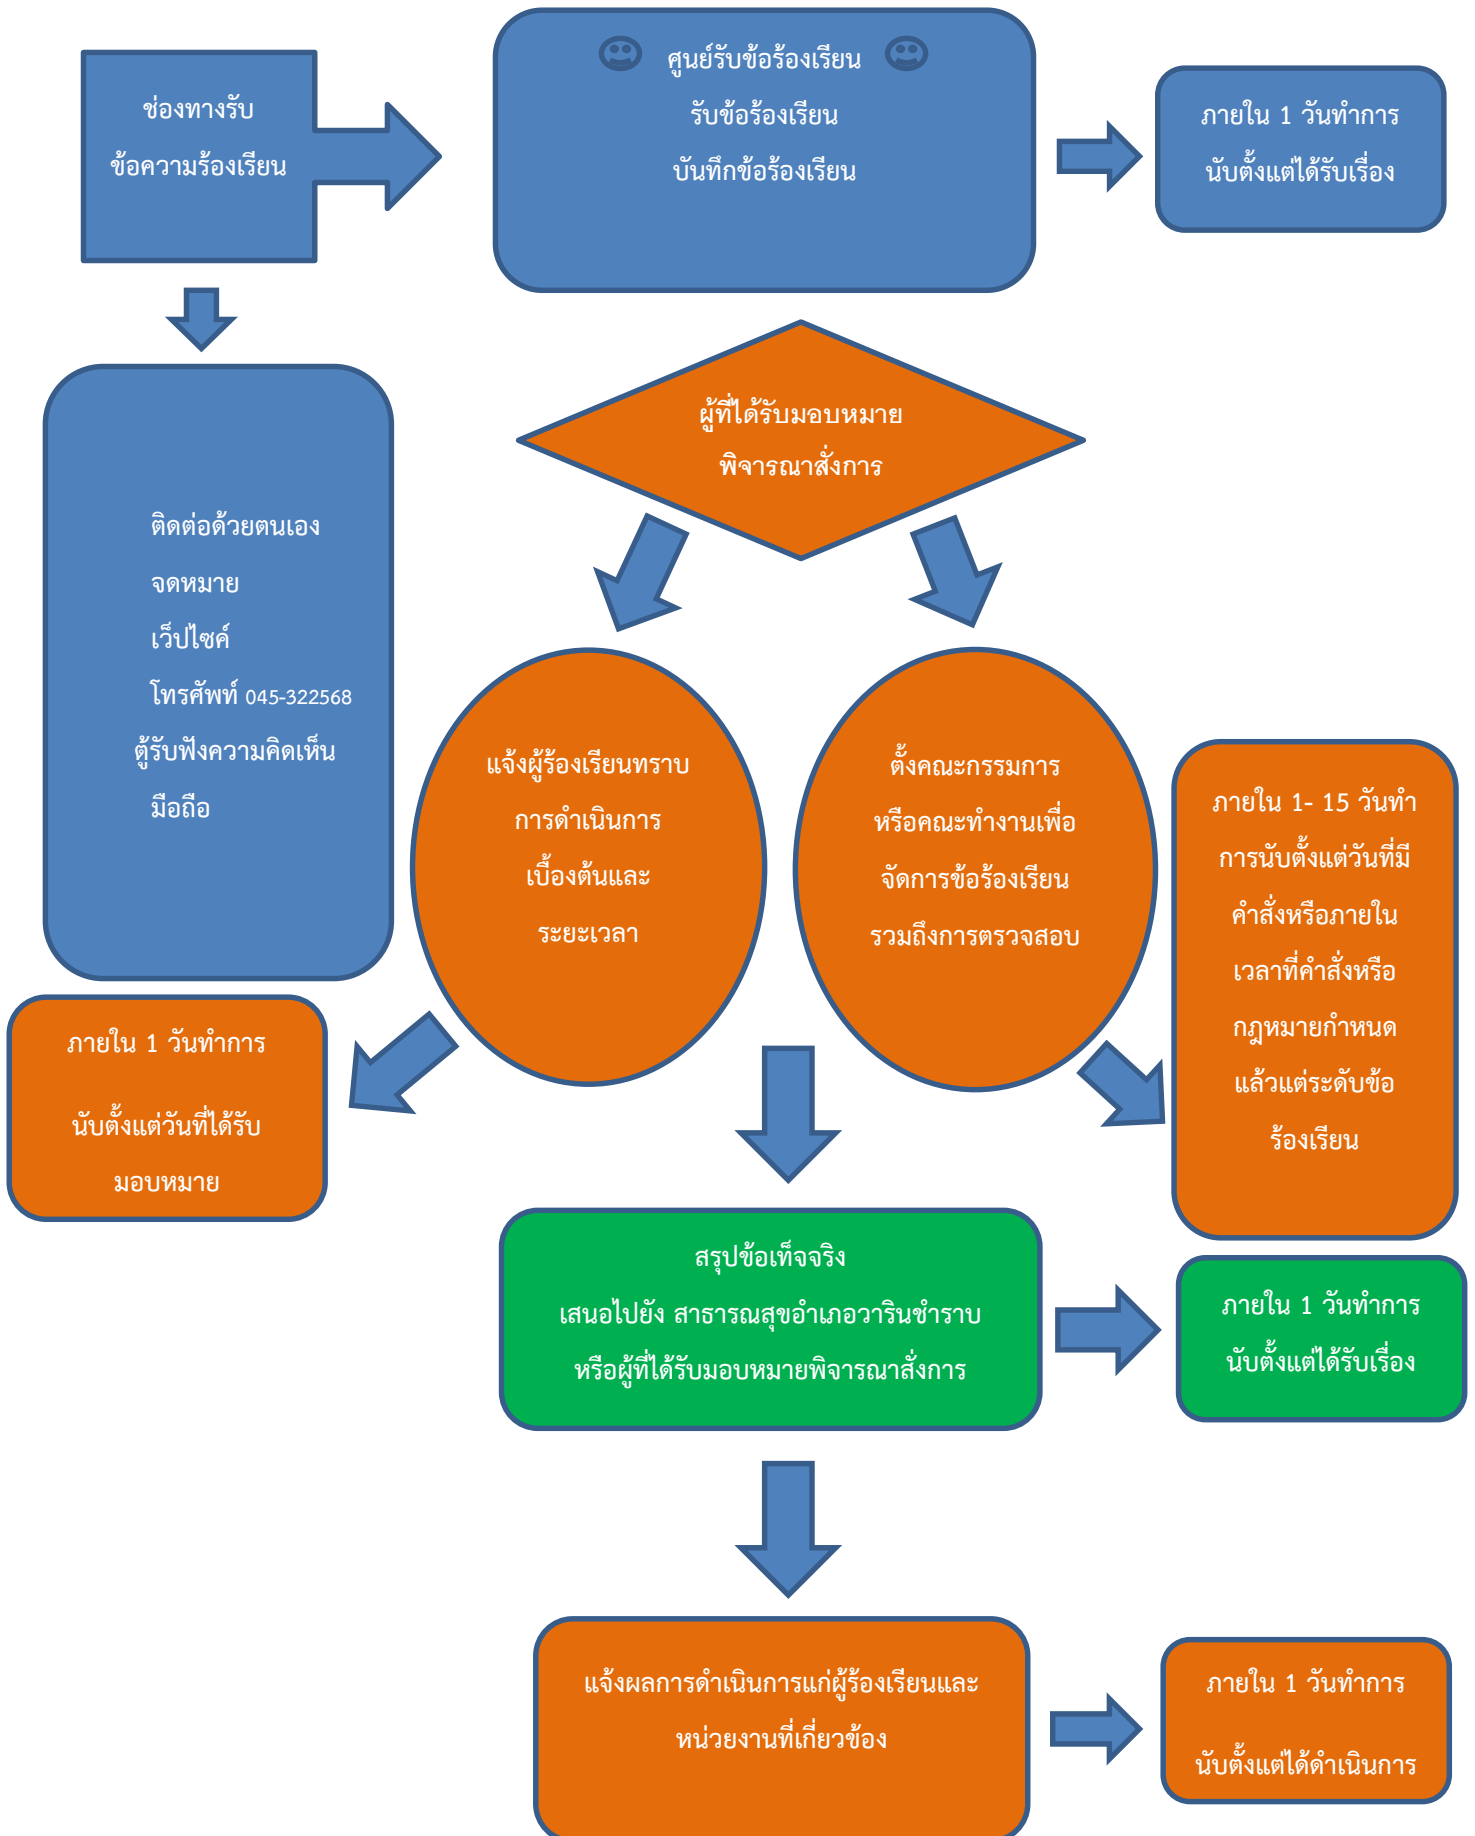 ช่องทางรับ
ข้อความร้องเรียน
ศูนย์รับข้อร้องเรียน
รับข้อร้องเรียน
บันทึกข้อร้องเรียน
ภายใน 1 วันทำการ
นับตั้งแต่ได้รับเรื่อง
ติดต่อด้วยตนเอง
จดหมาย
เว็ปไซค์
โทรศัพท์ 045-322568
ตู้รับฟังความคิดเห็น
มือถือ
ผู้ที่ได้รับมอบหมาย
พิจารณาสั่งการ
แจ้งผู้ร้องเรียนทราบ
การดำเนินการ
เบื้องต้นและ
ระยะเวลา
ตั้งคณะกรรมการ
หรือคณะทำงานเพื่อ
จัดการข้อร้องเรียน
รวมถึงการตรวจสอบ
ภายใน 1- 15 วันทำ
การนับตั้งแต่วันที่มี
คำสั่งหรือภายใน
เวลาที่คำสั่งหรือ
กฎหมายกำหนด
แล้วแต่ระดับข้อ
ร้องเรียน
ภายใน 1 วันทำการ
นับตั้งแต่วันที่ได้รับ
มอบหมาย
สรุปข้อเท็จจริง
เสนอไปยัง สาธารณสุขอำเภอวารินชำราบ
หรือผู้ที่ได้รับมอบหมายพิจารณาสั่งการ
ภายใน 1 วันทำการ
นับตั้งแต่ได้รับเรื่อง
แจ้งผลการดำเนินการแก่ผู้ร้องเรียนและ
หน่วยงานที่เกี่ยวข้อง
ภายใน 1 วันทำการ
นับตั้งแต่ได้ดำเนินการ